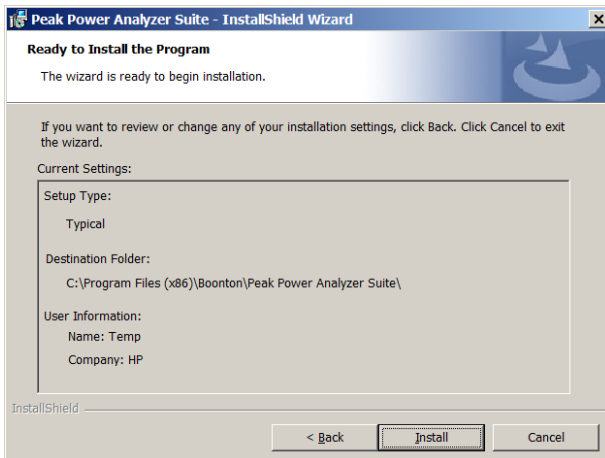 Peak Power Analyzer Suite - InstallShield Wizard
Ready to Install the Program
The wizard is ready to begin installation.
If you want to review or change any of your installation settings, click Back. Click Cancel to exit
the wizard.
Current Settings:
Setup Type:
Typical
Destination Folder:
C:\Program Files (x86)\Boonton\Peak Power Analyzer Suite\
User Information:
Name: Temp
Company: HP
InstallShield
< Back
Install
Cancel